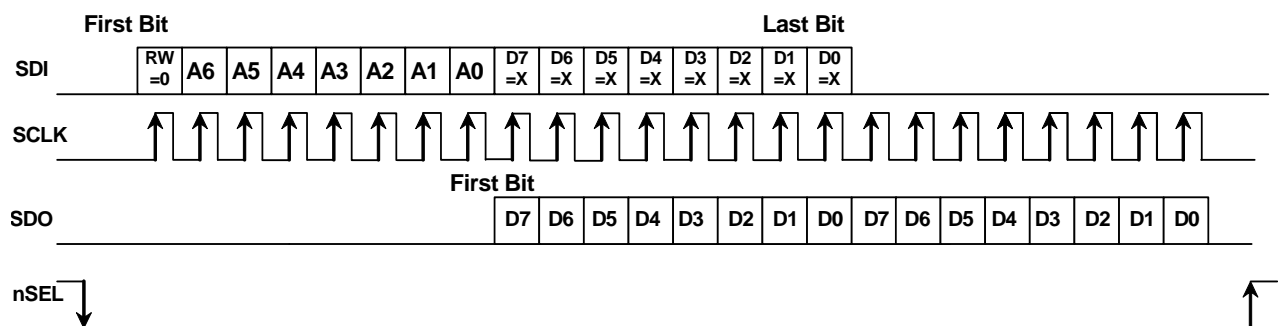 First Bit Last Bit
SDI RW =0 A6 A5 A4 A3 A2 A1 A0 D7 =X D6 =X D5 =X D4 =X D3 =X D2 =X D1 =X D0 =X
SCLK
First Bit
SDO D7 D6 D5 D4 D3 D2 D1 D0 D7 D6 D5 D4 D3 D2 D1 D0
nSEL